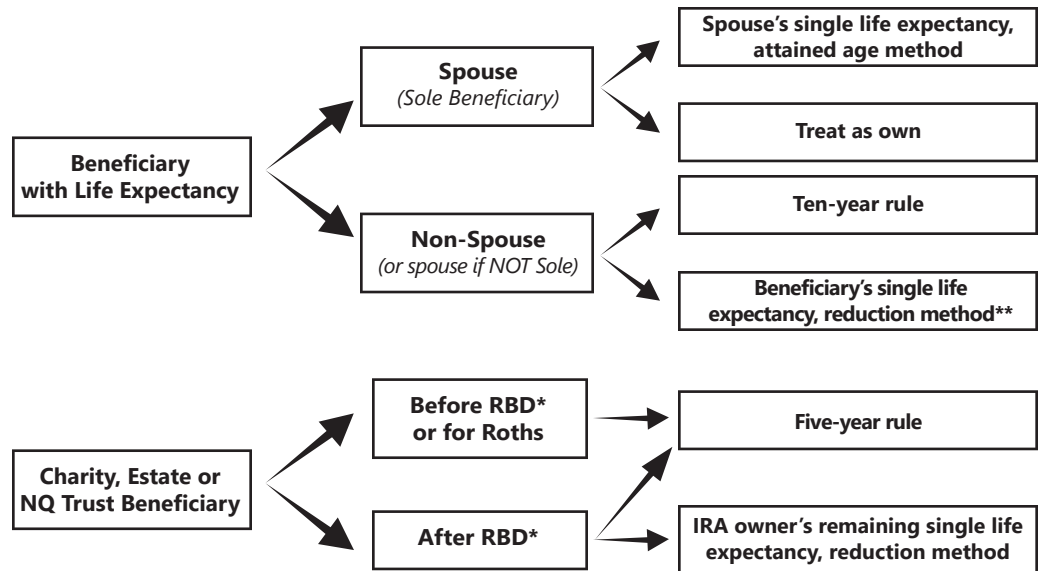 Beneficiary
with Life Expectancy
Spouse
(Sole Beneficiary)
Spouse's single life expectancy,
attained age method
Treat as own
Non-Spouse
(or spouse if NOT Sole)
Ten-year rule
Beneficiary's single life
expectancy, reduction method**
Charity, Estate or
NQ Trust Beneficiary
Before RBD*
or for Roths
Five-year rule
After RBD*
IRA owner's remaining single life
expectancy, reduction method